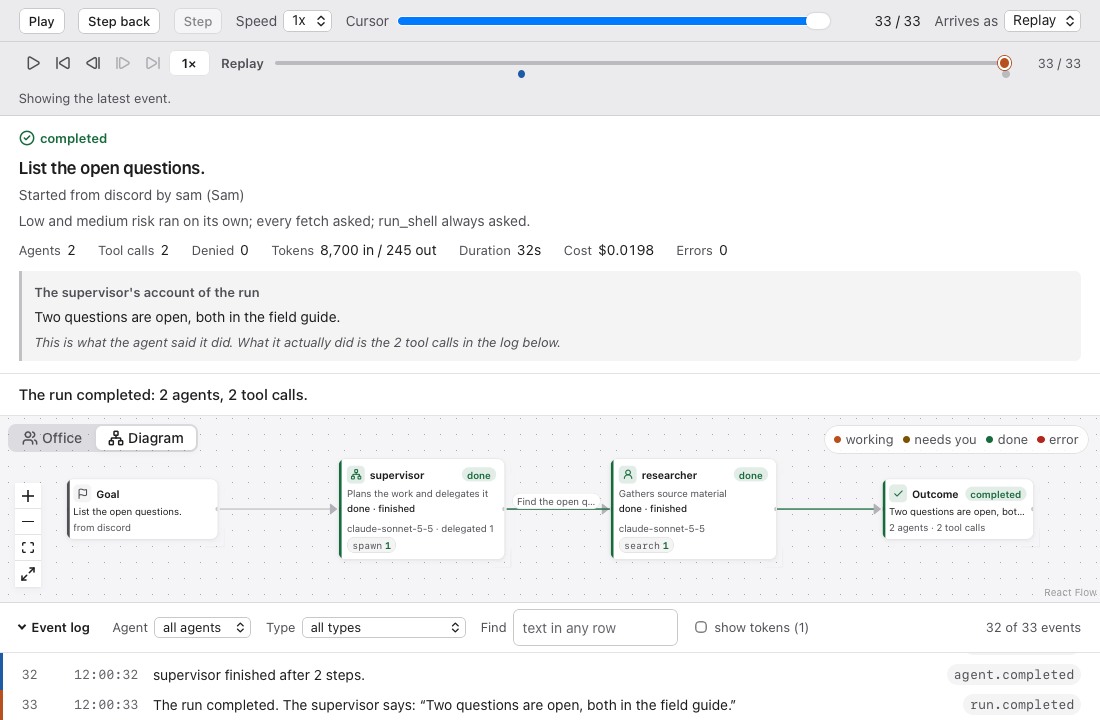 Play Step back Step Speed 1x Cursor 33 / 33 Arrives as Replay
1× Replay 33 / 33
Showing the latest event.
completed
List the open questions.
Started from discord by sam (Sam)
Low and medium risk ran on its own; every fetch asked; run_shell always asked.
Agents 2 Tool calls 2 Denied 0 Tokens 8,700 in / 245 out Duration 32s Cost $0.0198 Errors 0
The supervisor's account of the run
Two questions are open, both in the field guide.
This is what the agent said it did. What it actually did is the 2 tool calls in the log below.
The run completed: 2 agents, 2 tool calls.
Office Diagram
working needs you done error
Goal
List the open questions.
from discord
supervisor done
Plans the work and delegates it
done · finished
claude-sonnet-5-5 · delegated 1
spawn 1
Find the open q...
researcher done
Gathers source material
done · finished
claude-sonnet-5-5
search 1
Outcome completed
Two questions are open, bot...
2 agents · 2 tool calls
React Flow
Event log Agent all agents Type all types Find text in any row show tokens (1) 32 of 33 events
32 12:00:32 supervisor finished after 2 steps. agent.completed
33 12:00:33 The run completed. The supervisor says: “Two questions are open, both in the field guide.” run.completed